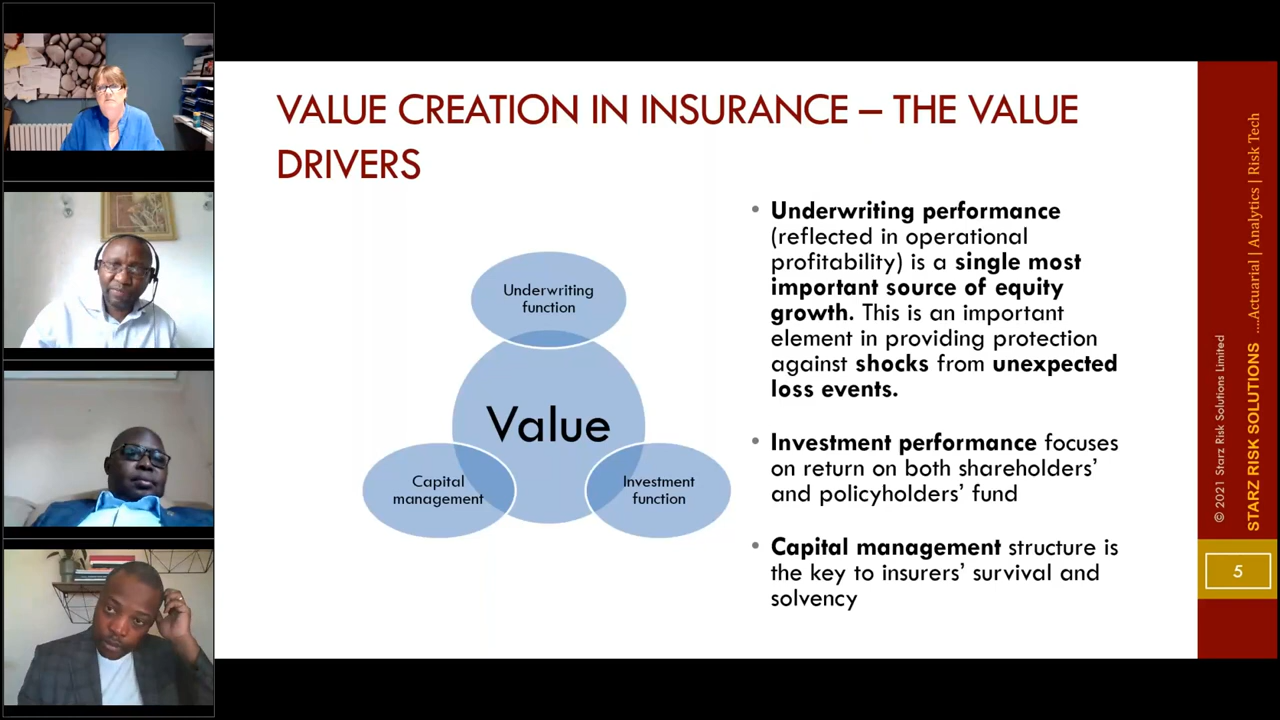 VALUE CREATION IN INSURANCE – THE VALUE
DRIVERS
Underwriting
function
Value
Capital
management
Investment
function
• Underwriting performance
(reflected in operational
profitability) is a single most
important source of equity
growth. This is an important
element in providing protection
against shocks from unexpected
loss events.
• Investment performance focuses
on return on both shareholders’
and policyholders’ fund
• Capital management structure is
the key to insurers’ survival and
solvency
© 2021 Starz Risk Solutions Limited
STARZ RISK SOLUTIONS ....Actuarial | Analytics | Risk Tech
5